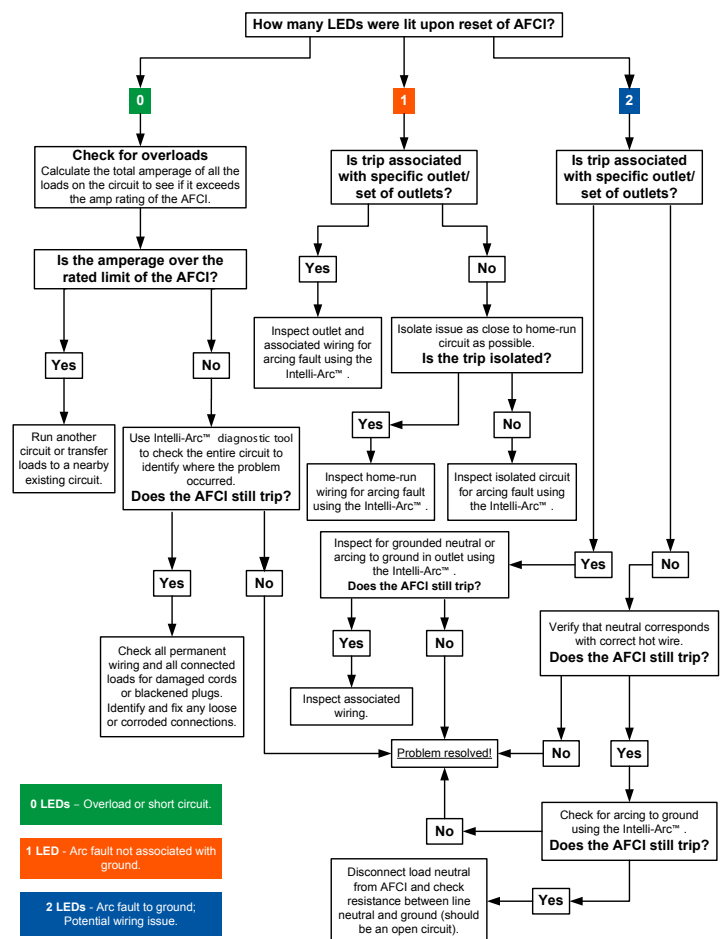 How many LEDs were lit upon reset of AFCI?
0
1
2
Check for overloads
Calculate the total amperage of all the
loads on the circuit to see if it exceeds
the amp rating of the AFCI.
Is trip associated
with specific outlet/
set of outlets?
Is trip associated
with specific outlet/
set of outlets?
Is the amperage over the
rated limit of the AFCI?
Yes
No
Inspect outlet and
associated wiring for
arcing fault using the
Intelli-Arc™ .
Isolate issue as close to home-run
circuit as possible.
Is the trip isolated?
Yes
No
Yes
No
Run another
circuit or transfer
loads to a nearby
existing circuit.
Use Intelli-Arc™ diagnostic tool
to check the entire circuit to
identify where the problem
occurred.
Does the AFCI still trip?
Inspect home-run
wiring for arcing fault
using the Intelli-Arc™ .
Inspect isolated circuit
for arcing fault using
the Intelli-Arc™ .
Inspect for grounded neutral or
arcing to ground in outlet using
the Intelli-Arc™ .
Does the AFCI still trip?
Yes
No
Yes
No
Yes
No
Verify that neutral corresponds
with correct hot wire.
Does the AFCI still trip?
Check all permanent
wiring and all connected
loads for damaged cords
or blackened plugs.
Identify and fix any loose
or corroded connections.
Inspect associated
wiring.
Problem resolved!
No
Yes
0 LEDs – Overload or short circuit.
1 LED - Arc fault not associated with
ground.
2 LEDs - Arc fault to ground;
Potential wiring issue.
No
Check for arcing to ground
using the Intelli-Arc™ .
Does the AFCI still trip?
Disconnect load neutral
from AFCI and check
resistance between line
neutral and ground (should
be an open circuit).
Yes